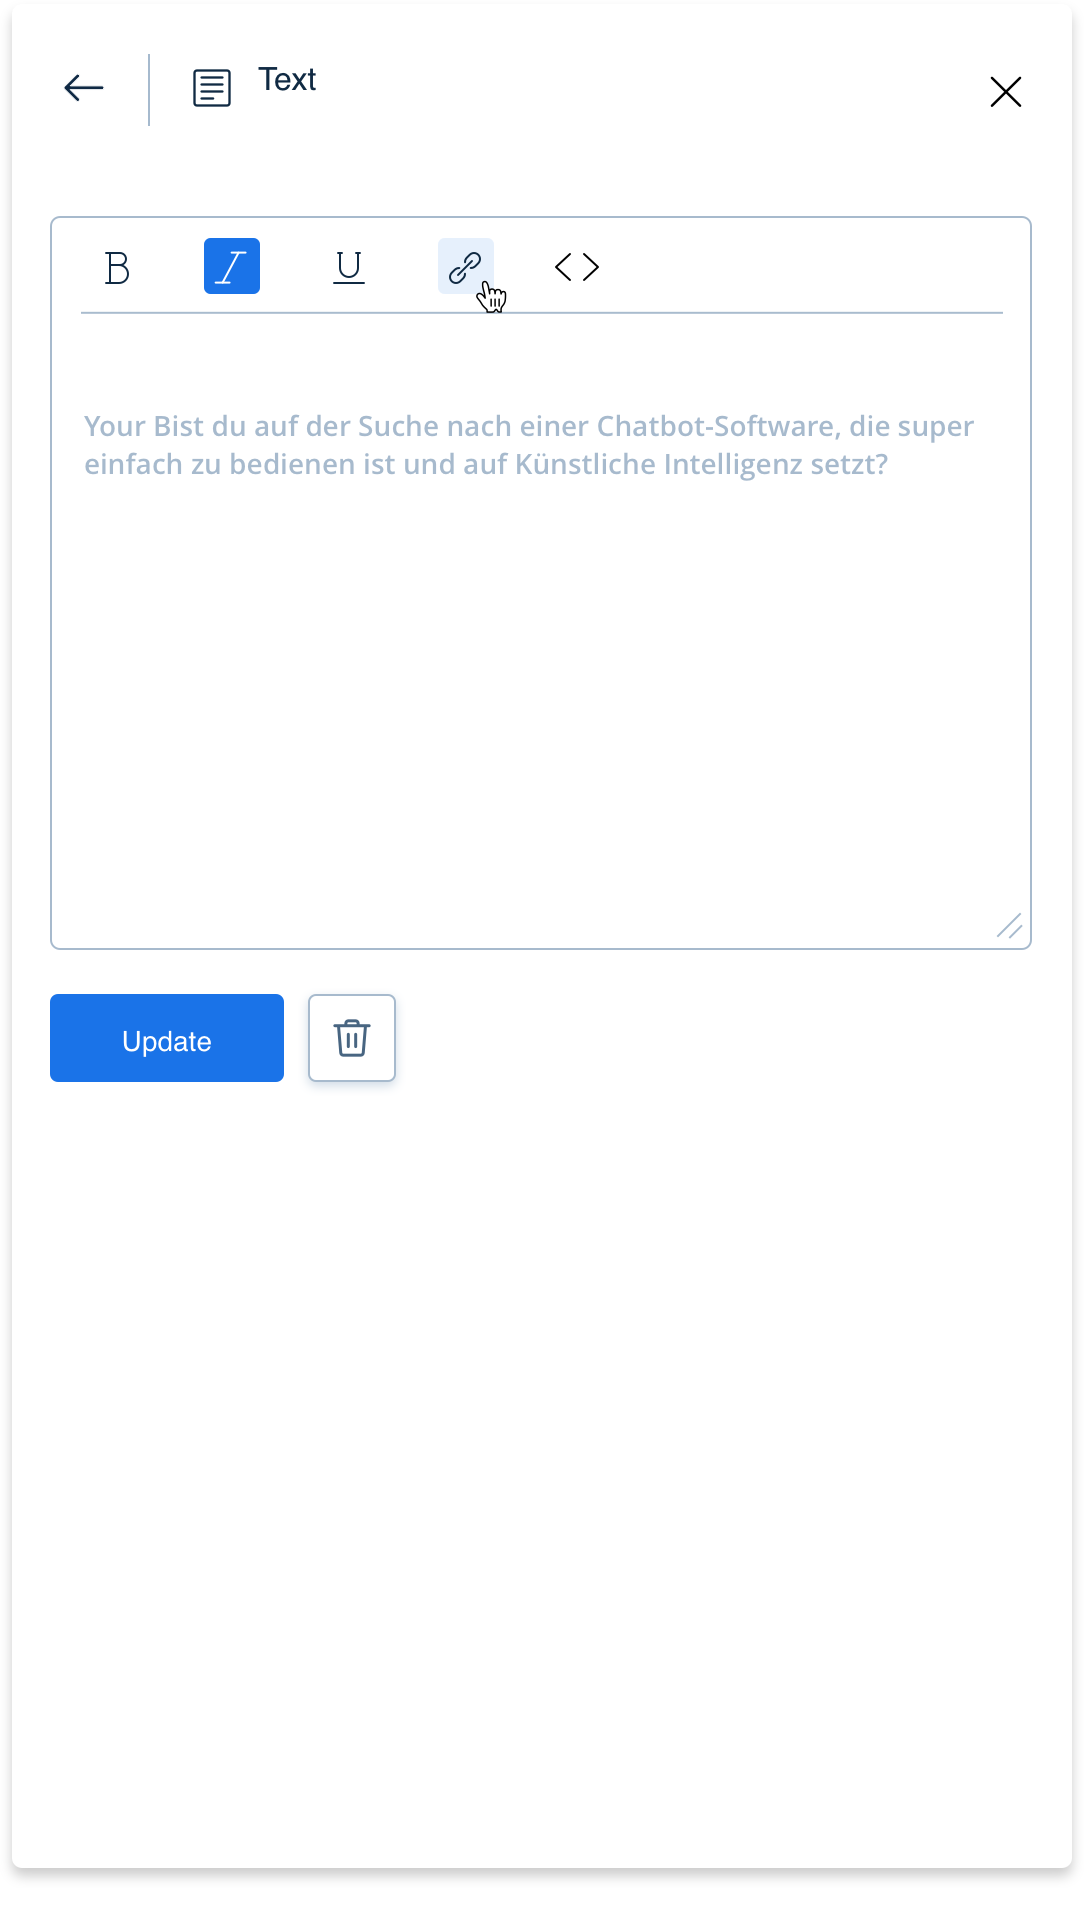 Text
B I U
Your Bist du auf der Suche nach einer Chatbot-Software, die super
einfach zu bedienen ist und auf Künstliche Intelligenz setzt?
Update